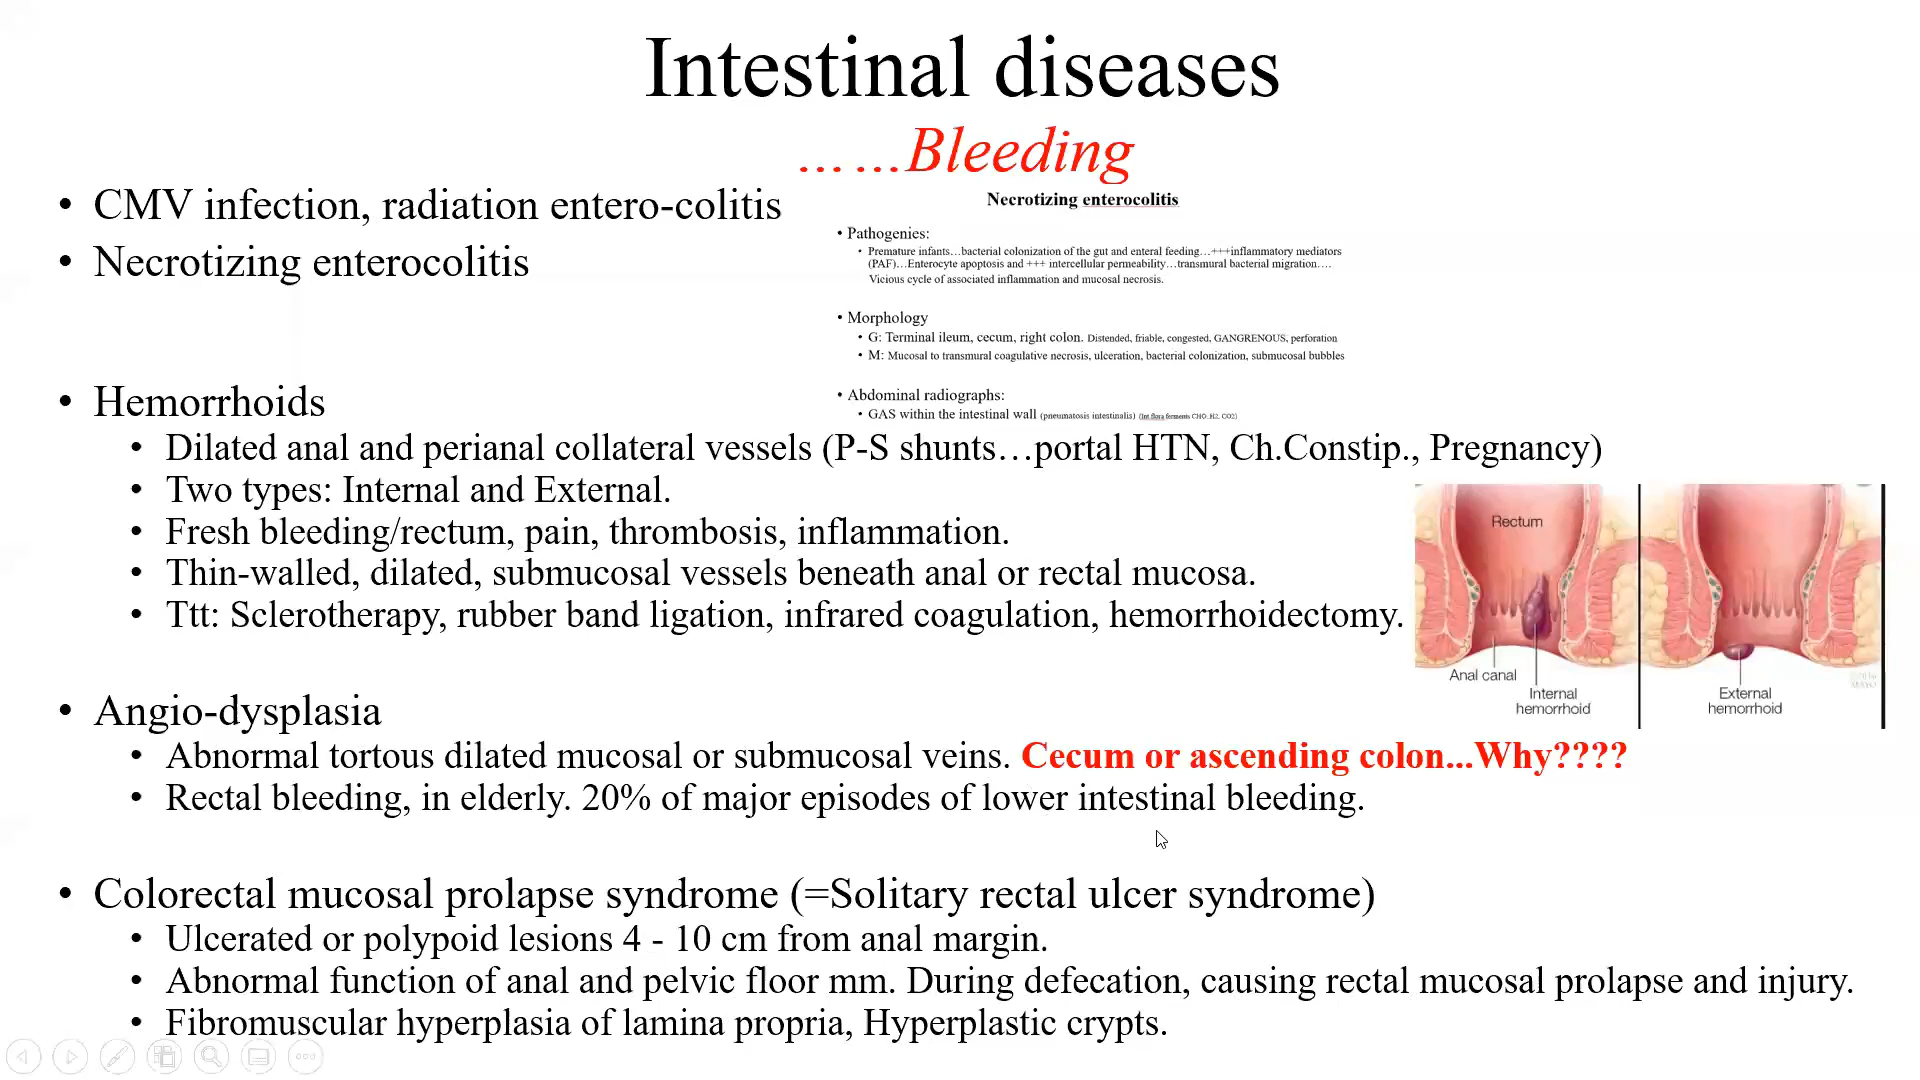 Intestinal diseases
……Bleeding
• CMV infection, radiation entero-colitis
• Necrotizing enterocolitis
Necrotizing enterocolitis
• Pathogenies:
• Premature infants…bacterial colonization of the gut and enteral feeding…+++inflammatory mediators
(PAF)…Enterocyte apoptosis and +++ intercellular permeability…transmural bacterial migration….
Vicious cycle of associated inflammation and mucosal necrosis.
• Morphology
• G: Terminal ileum, cecum, right colon. Distended, friable, congested, GANGRENOUS, perforation
• M: Mucosal to transmural coagulative necrosis, ulceration, bacterial colonization, submucosal bubbles
• Abdominal radiographs:
• GAS within the intestinal wall (pneumatosis intestinalis) (Int.flora ferments CHO..H2, CO2)
• Hemorrhoids
• Dilated anal and perianal collateral vessels (P-S shunts…portal HTN, Ch.Constip., Pregnancy)
• Two types: Internal and External.
• Fresh bleeding/rectum, pain, thrombosis, inflammation.
• Thin-walled, dilated, submucosal vessels beneath anal or rectal mucosa.
• Ttt: Sclerotherapy, rubber band ligation, infrared coagulation, hemorrhoidectomy.
Rectum
Anal canal
Internal
hemorrhoid
External
hemorrhoid
• Angio-dysplasia
• Abnormal tortous dilated mucosal or submucosal veins. Cecum or ascending colon...Why????
• Rectal bleeding, in elderly. 20% of major episodes of lower intestinal bleeding.
• Colorectal mucosal prolapse syndrome (=Solitary rectal ulcer syndrome)
• Ulcerated or polypoid lesions 4 - 10 cm from anal margin.
• Abnormal function of anal and pelvic floor mm. During defecation, causing rectal mucosal prolapse and injury.
• Fibromuscular hyperplasia of lamina propria, Hyperplastic crypts.